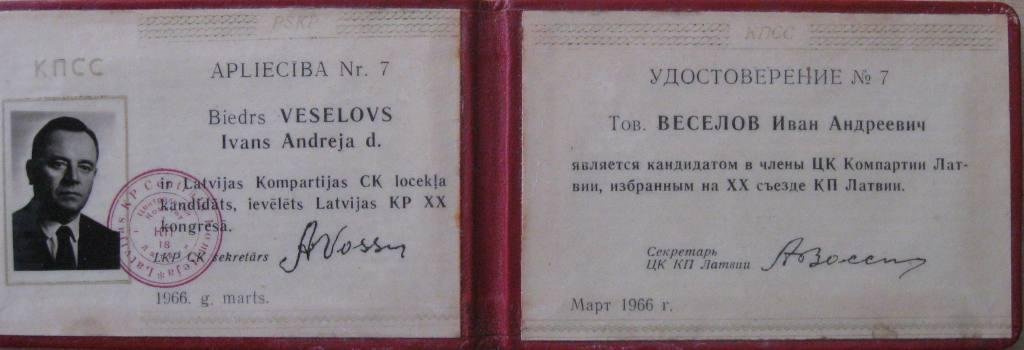 PSKP
КПСС
APLIECIBA Nr. 7
Biedrs VESELOVS
Ivans Andreja d.
ir Latvijas Kompartijas CK locekļa
kandidāts, ievēlēts Latvijas KP XX
kongresā.
LKP CK sekretārs
1966. g. marts.
КПСС
УДОСТОВЕРЕНИЕ № 7
Тов. ВЕСЕЛОВ Иван Андреевич
является кандидатом в члены ЦК Компартии Лат-
вии, избранным на XX съезде КП Латвии.
Секретарь
ЦК КП Латвии
Март 1966 г.